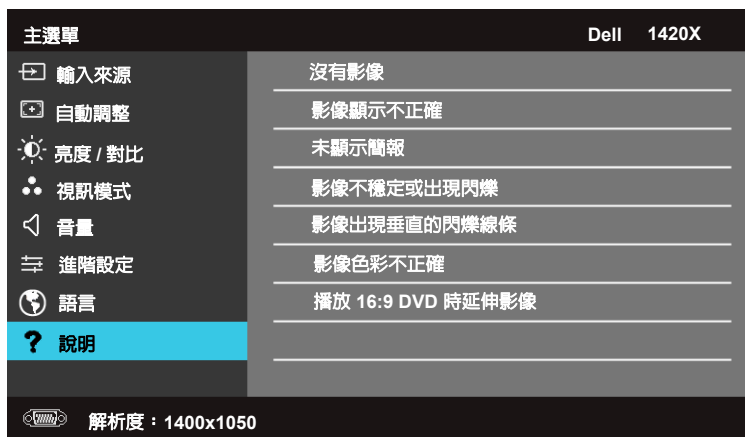 主選單 Dell 1420X
輸入來源
自動調整
亮度 / 對比
視訊模式
音量
進階設定
語言
說明
沒有影像
影像顯示不正確
未顯示簡報
影像不穩定或出現閃爍
影像出現垂直的閃爍線條
影像色彩不正確
播放 16:9 DVD 時延伸影像
解析度：1400x1050